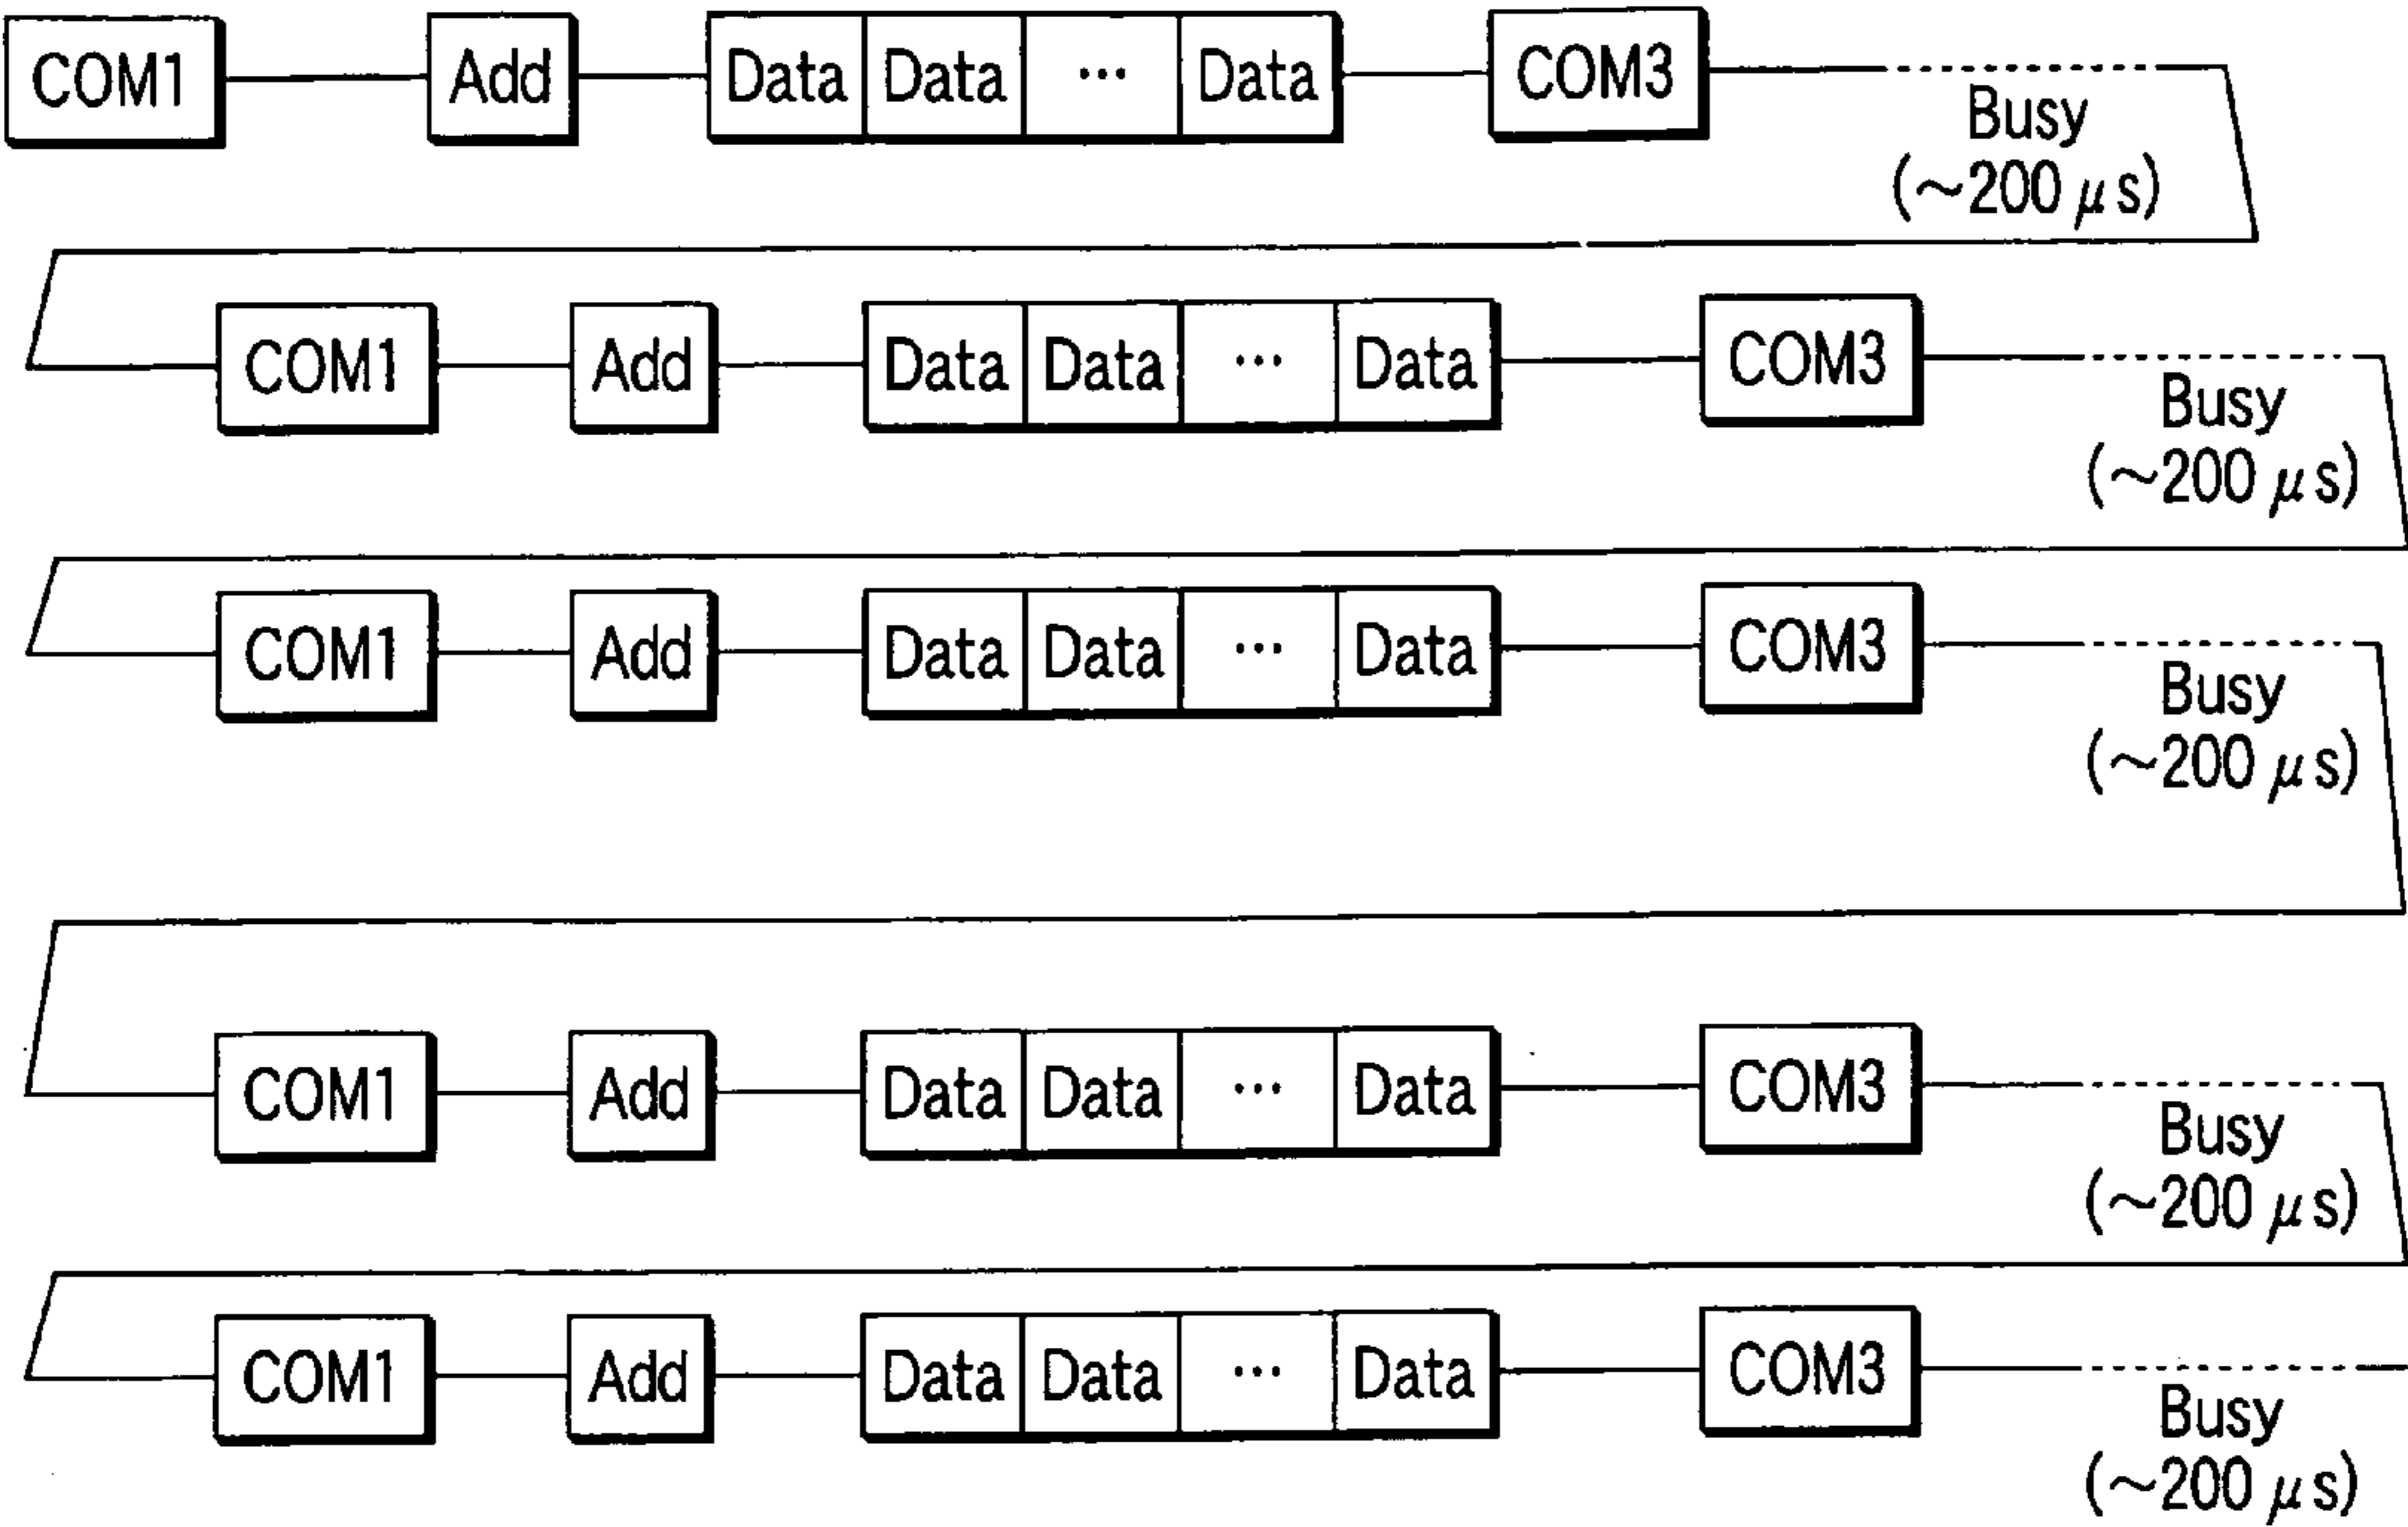 COM1 Add Data Data ... Data COM3
Busy
(~200 μs)
COM1 Add Data Data ... Data COM3
Busy
(~200 μs)
COM1 Add Data Data ... Data COM3
Busy
(~200 μs)
COM1 Add Data Data ... Data COM3
Busy
(~200 μs)
COM1 Add Data Data ... Data COM3
Busy
(~200 μs)